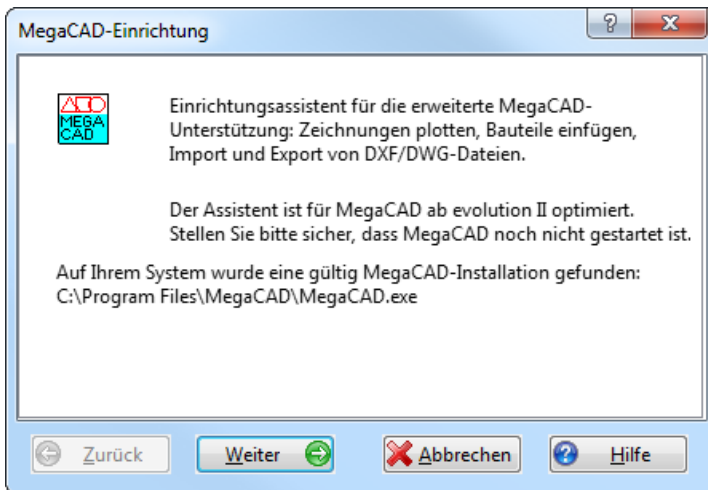 MegaCAD-Einrichtung
MEGA
CAD
Einrichtungsassistent für die erweiterte MegaCAD-
Unterstützung: Zeichnungen plotten, Bauteile einfügen,
Import und Export von DXF/DWG-Dateien.
Der Assistent ist für MegaCAD ab evolution II optimiert.
Stellen Sie bitte sicher, dass MegaCAD noch nicht gestartet ist.
Auf Ihrem System wurde eine gültig MegaCAD-Installation gefunden:
C:\Program Files\MegaCAD\MegaCAD.exe
Zurück Weiter Abbrechen Hilfe